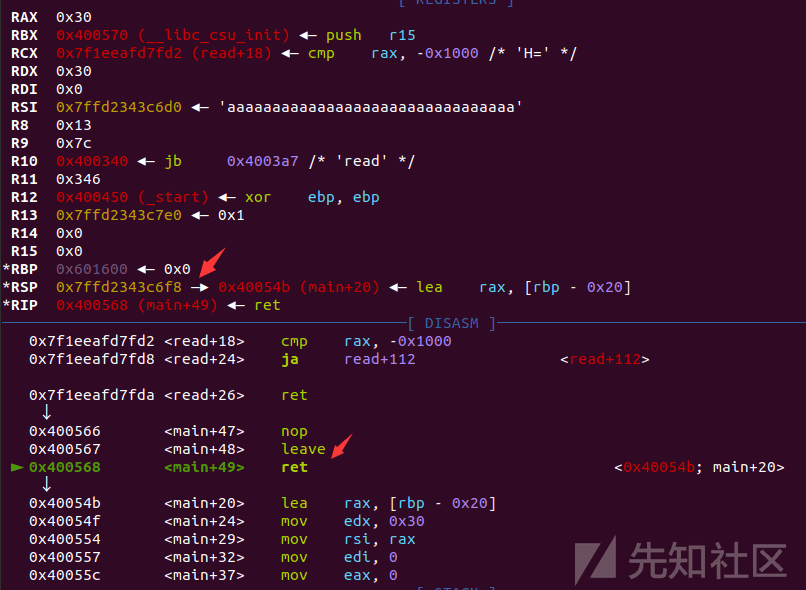 [ REGISTERS ]
RAX  0x30
RBX  0x400570 (__libc_csu_init) ◂— push   r15
RCX  0x7f1eeafd7fd2 (read+18) ◂— cmp    rax, -0x1000 /* 'H=' */
RDX  0x30
RDI  0x0
RSI  0x7ffd2343c6d0 ◂— 'aaaaaaaaaaaaaaaaaaaaaaaaaaaaaaaa'
R8   0x13
R9   0x7c
R10  0x400340 ◂— jb     0x4003a7 /* 'read' */
R11  0x346
R12  0x400450 (_start) ◂— xor    ebp, ebp
R13  0x7ffd2343c7e0 ◂— 0x1
R14  0x0
R15  0x0
*RBP  0x601600 ◂— 0x0
*RSP  0x7ffd2343c6f8 —▸ 0x40054b (main+20) ◂— lea    rax, [rbp - 0x20]
*RIP  0x400568 (main+49) ◂— ret
[ DISASM ]
0x7f1eeafd7fd2 <read+18>    cmp    rax, -0x1000
0x7f1eeafd7fd8 <read+24>    ja     read+112                <read+112>
0x7f1eeafd7fda <read+26>    ret
↓
0x400566       <main+47>    nop
0x400567       <main+48>    leave
► 0x400568       <main+49>    ret                           <0x40054b; main+20>
↓
0x40054b       <main+20>    lea    rax, [rbp - 0x20]
0x40054f       <main+24>    mov    edx, 0x30
0x400554       <main+29>    mov    rsi, rax
0x400557       <main+32>    mov    edi, 0
0x40055c       <main+37>    mov    eax, 0
先知社区